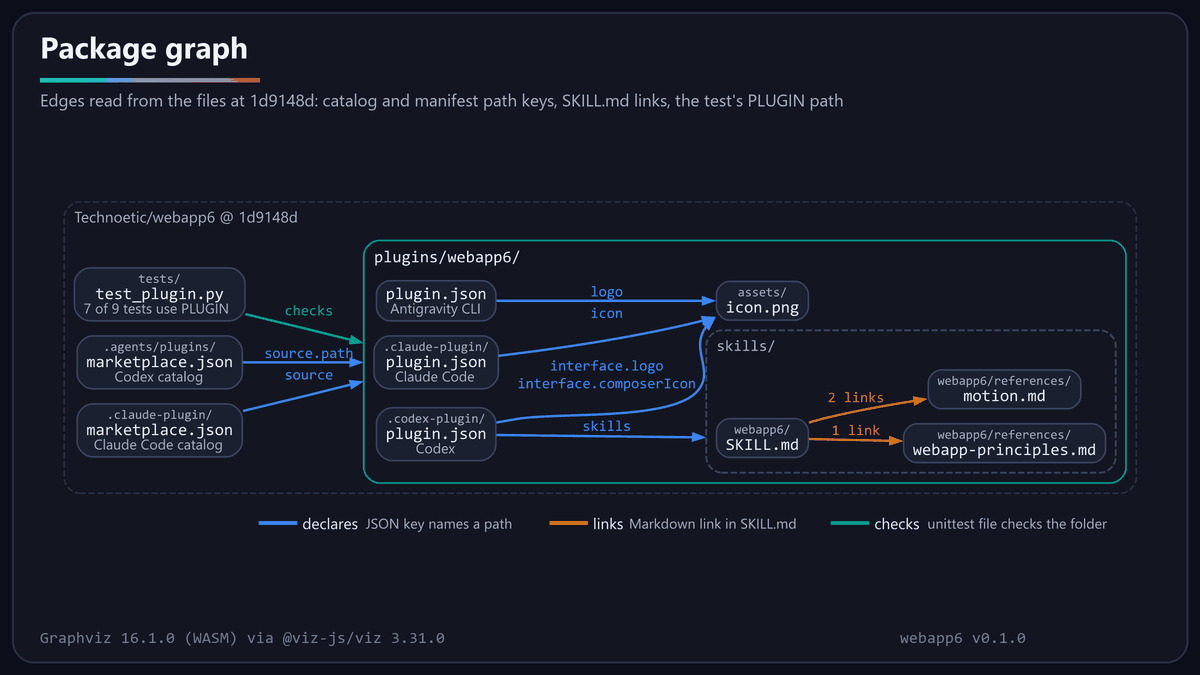 Package graph
Edges read from the files at 1d9148d: catalog and manifest path keys, SKILL.md links, the test's PLUGIN path
Technoetic/webapp6 @ 1d9148d
tests/
test_plugin.py
7 of 9 tests use PLUGIN
.agents/plugins/
marketplace.json
Codex catalog
.claude-plugin/
marketplace.json
Claude Code catalog
checks
source.path
source
plugins/webapp6/
plugin.json
Antigravity CLI
.claude-plugin/
plugin.json
Claude Code
.codex-plugin/
plugin.json
Codex
logo
icon
interface.logo
interface.composerIcon
skills
assets/
icon.png
skills/
webapp6/
SKILL.md
2 links
1 link
webapp6/references/
motion.md
webapp6/references/
webapp-principles.md
declares JSON key names a path
links Markdown link in SKILL.md
checks unittest file checks the folder
Graphviz 16.1.0 (WASM) via @viz-js/viz 3.31.0
webapp6 v0.1.0